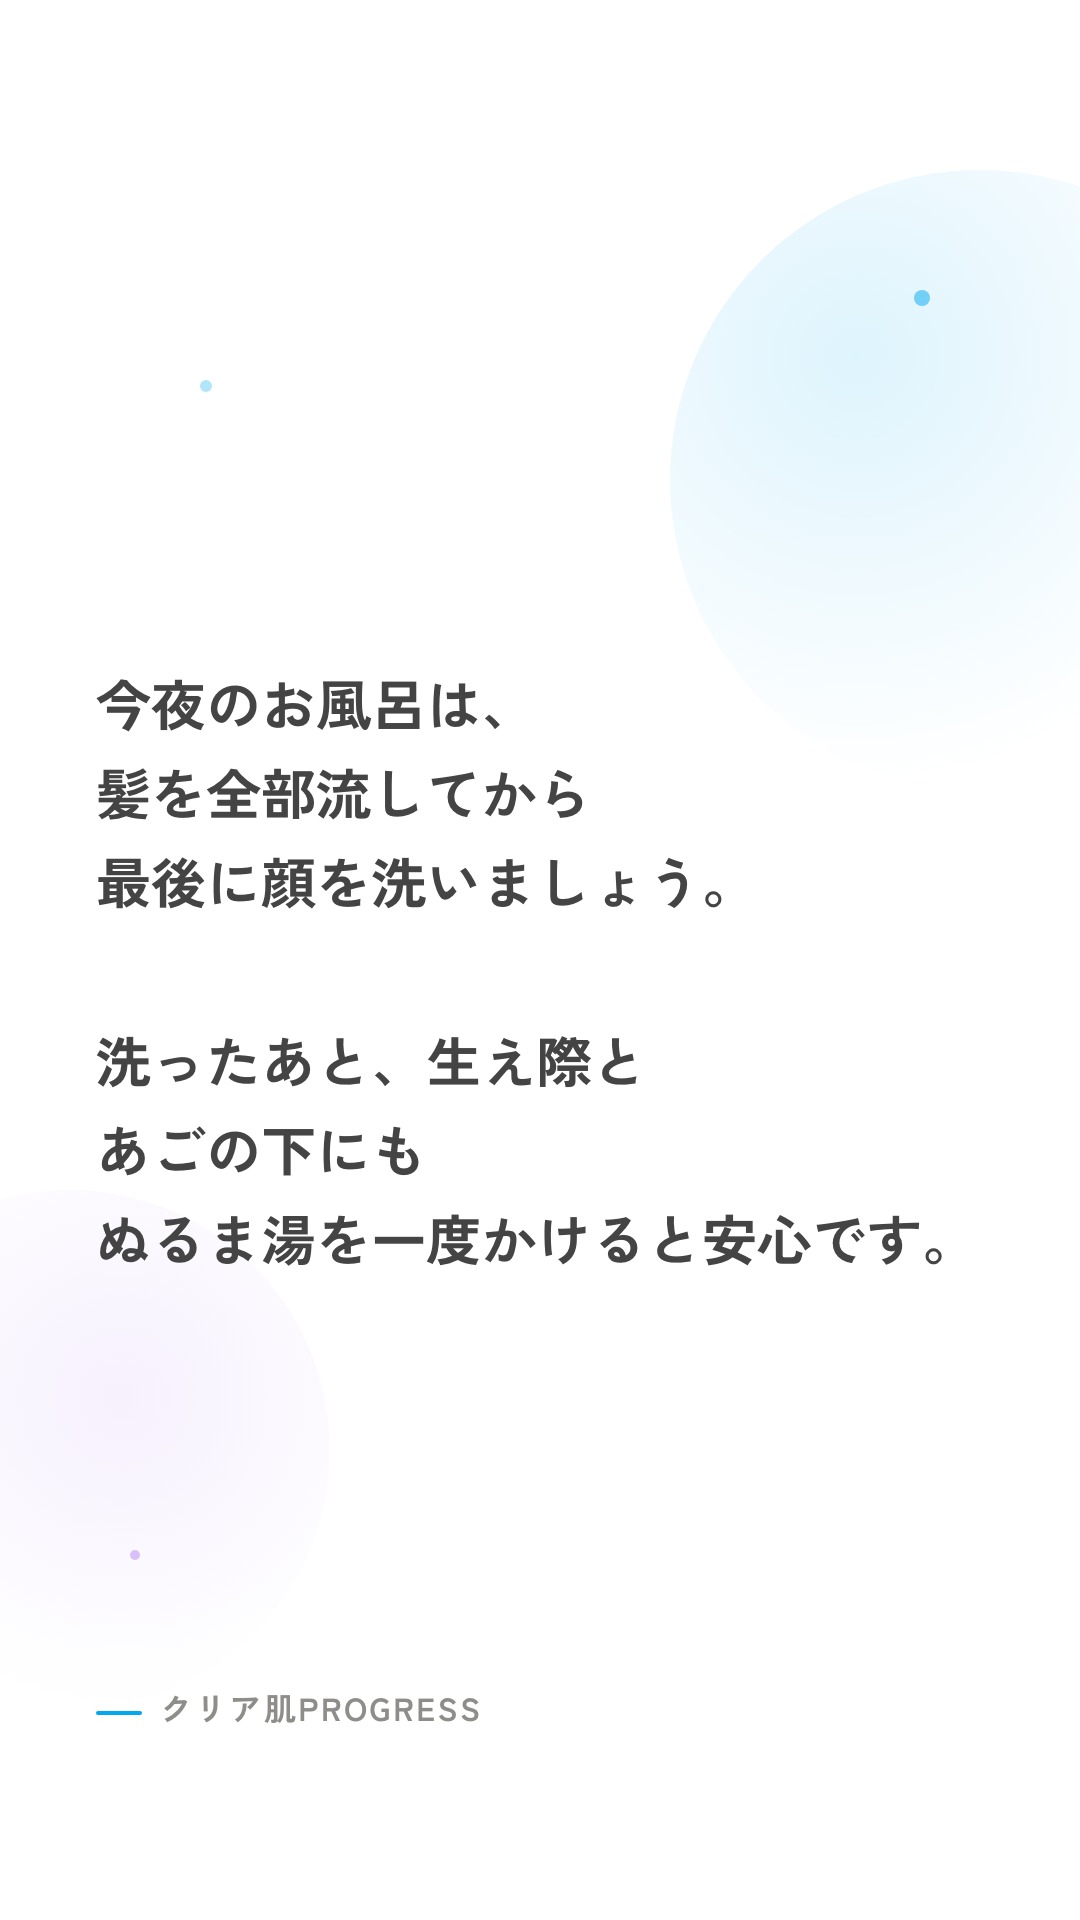 今夜のお風呂は、
髪を全部流してから
最後に顔を洗いましょう。
洗ったあと、生え際と
あごの下にも
ぬるま湯を一度かけると安心です。
クリア肌PROGRESS